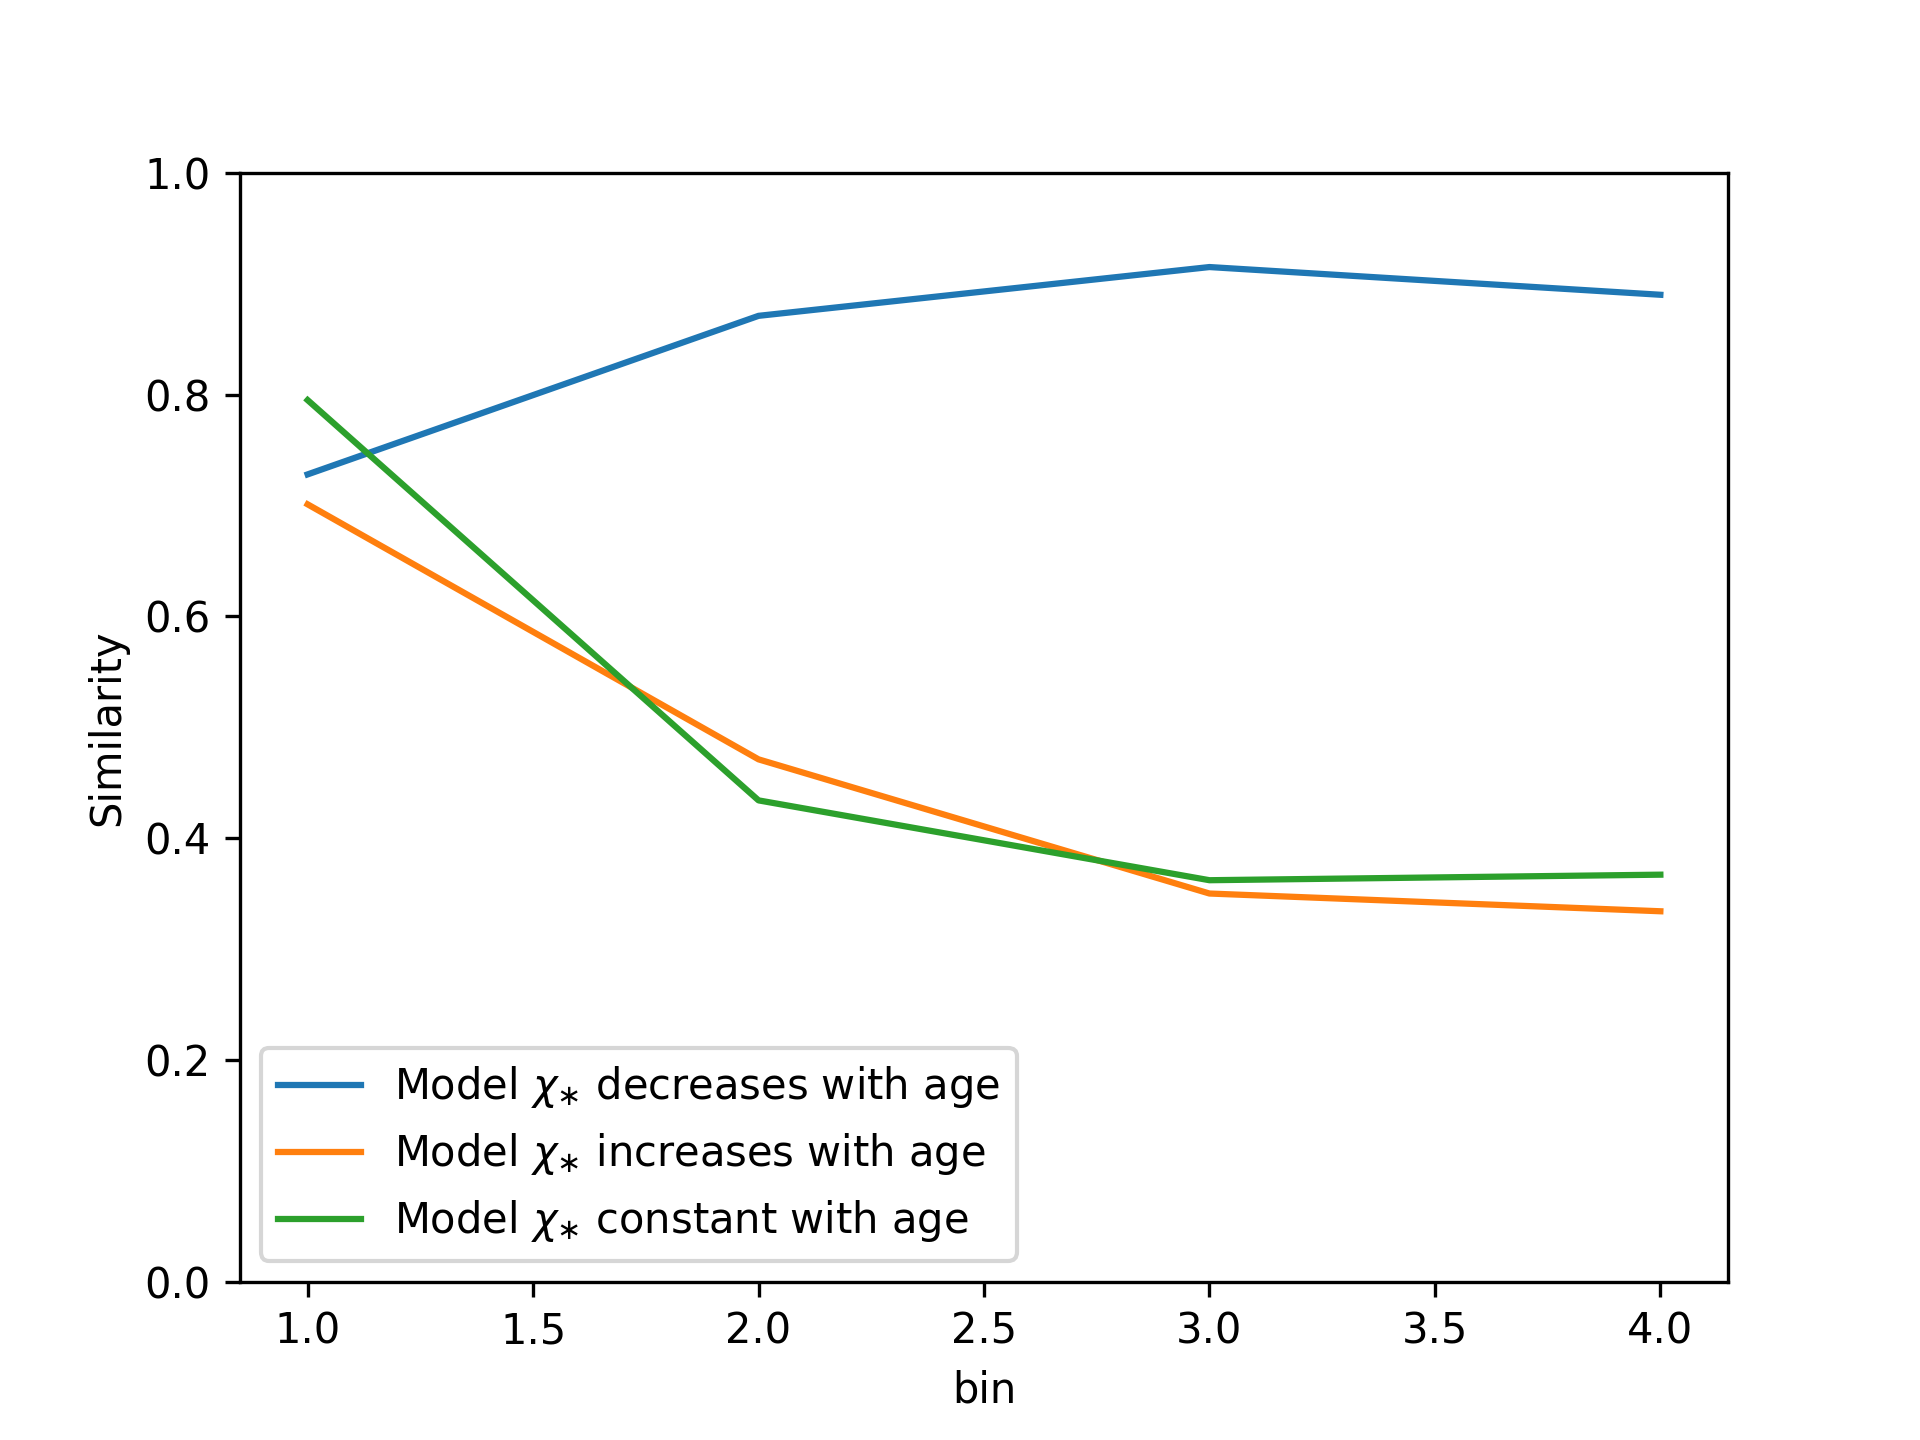 1.0
0.8
0.6
0.4
0.2
0.0
Similarity
Model χ∗ decreases with age
Model χ∗ increases with age
Model χ∗ constant with age
1.0 1.5 2.0 2.5 3.0 3.5 4.0
bin